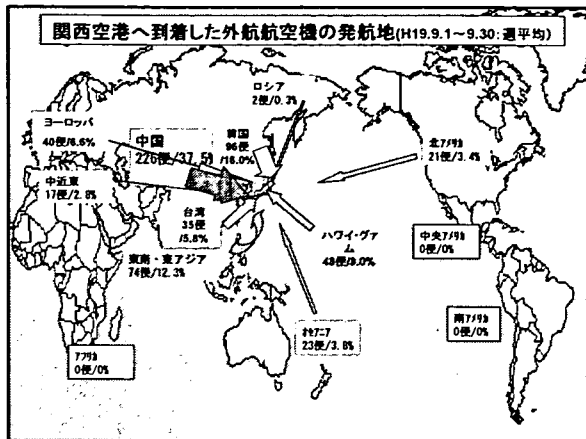 関西空港へ到着した外航航空機の発航地(H19.9.1～9.30:週平均)
ロシア
2便/0.3%
ヨーロッパ
40便/6.6%
中国
226便/37.5
韓国
96便
/16.0%
北アメリカ
21便/3.4%
中近東
17便/2.8%
台湾
35便
/5.8%
ハワイ・グァ
ム
東南・東アジア
74便/12.3%
中央アメリカ
0便/0%
オセアニア
23便/3.8%
南アメリカ
0便/0%
アフリカ
0便/0%